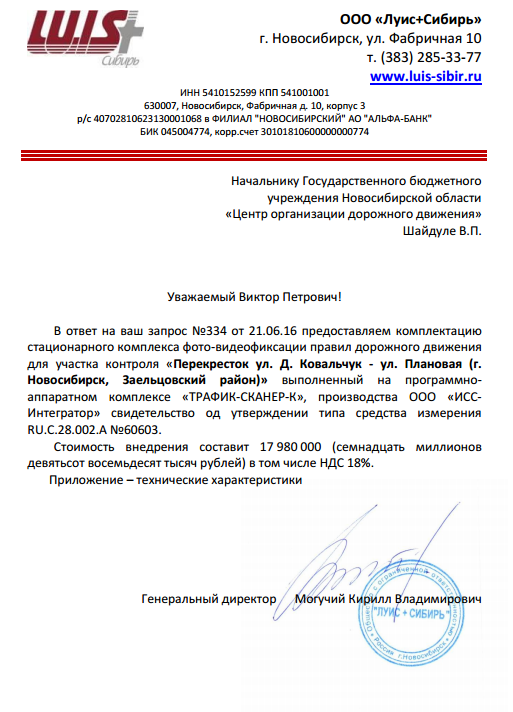 LUIS+
Сибирь
ООО «Луис+Сибирь»
г. Новосибирск, ул. Фабричная 10
т. (383) 285-33-77
www.luis-sibir.ru
ИНН 5410152599 КПП 541001001
630007, Новосибирск, Фабричная д. 10, корпус 3
р/с 40702810623130001068 в ФИЛИАЛ "НОВОСИБИРСКИЙ" АО "АЛЬФА-БАНК"
БИК 045004774, корр.счет 30101810600000000774
Начальнику Государственного бюджетного
учреждения Новосибирской области
«Центр организации дорожного движения»
Шайдуле В.П.
Уважаемый Виктор Петрович!
В ответ на ваш запрос №334 от 21.06.16 предоставляем комплектацию
стационарного комплекса фото-видеофиксации правил дорожного движения
для участка контроля «Перекресток ул. Д. Ковальчук - ул. Плановая (г.
Новосибирск, Заельцовский район)» выполненный на программно-
аппаратном комплексе «ТРАФИК-СКАНЕР-К», производства ООО «ИСС-
Интегратор» свидетельство од утверждении типа средства измерения
RU.C.28.002.A №60603.
Стоимость внедрения составит 17 980 000 (семнадцать миллионов
девятьсот восемьдесят тысяч рублей) в том числе НДС 18%.
Приложение – технические характеристики
Генеральный директор Могучий Кирилл Владимирович
Общество с ограниченной ответственностью
"ЛУИС + СИБИРЬ"
Россия г.Новосибирск